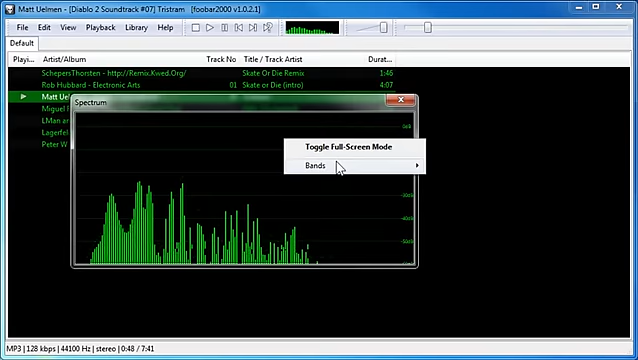 Matt Uelmen - [Diablo 2 Soundtrack #07] Tristram [foobar2000 v1.0.2.1]
File Edit View Playback Library Help
Default
Playi... Artist/Album Track No Title / Track Artist Durat...
SchepersThorsten - http://Remix.Kwed.Org/ Skate Or Die Remix 1:46
Rob Hubbard - Electronic Arts 01 Skate or Die (intro) 4:07
Matt Uel
Miguel
LMan ar
Lagerfel
Peter W
Spectrum
Toggle Full-Screen Mode
Bands
MP3 | 128 kbps | 44100 Hz | stereo | 0:48 / 7:41